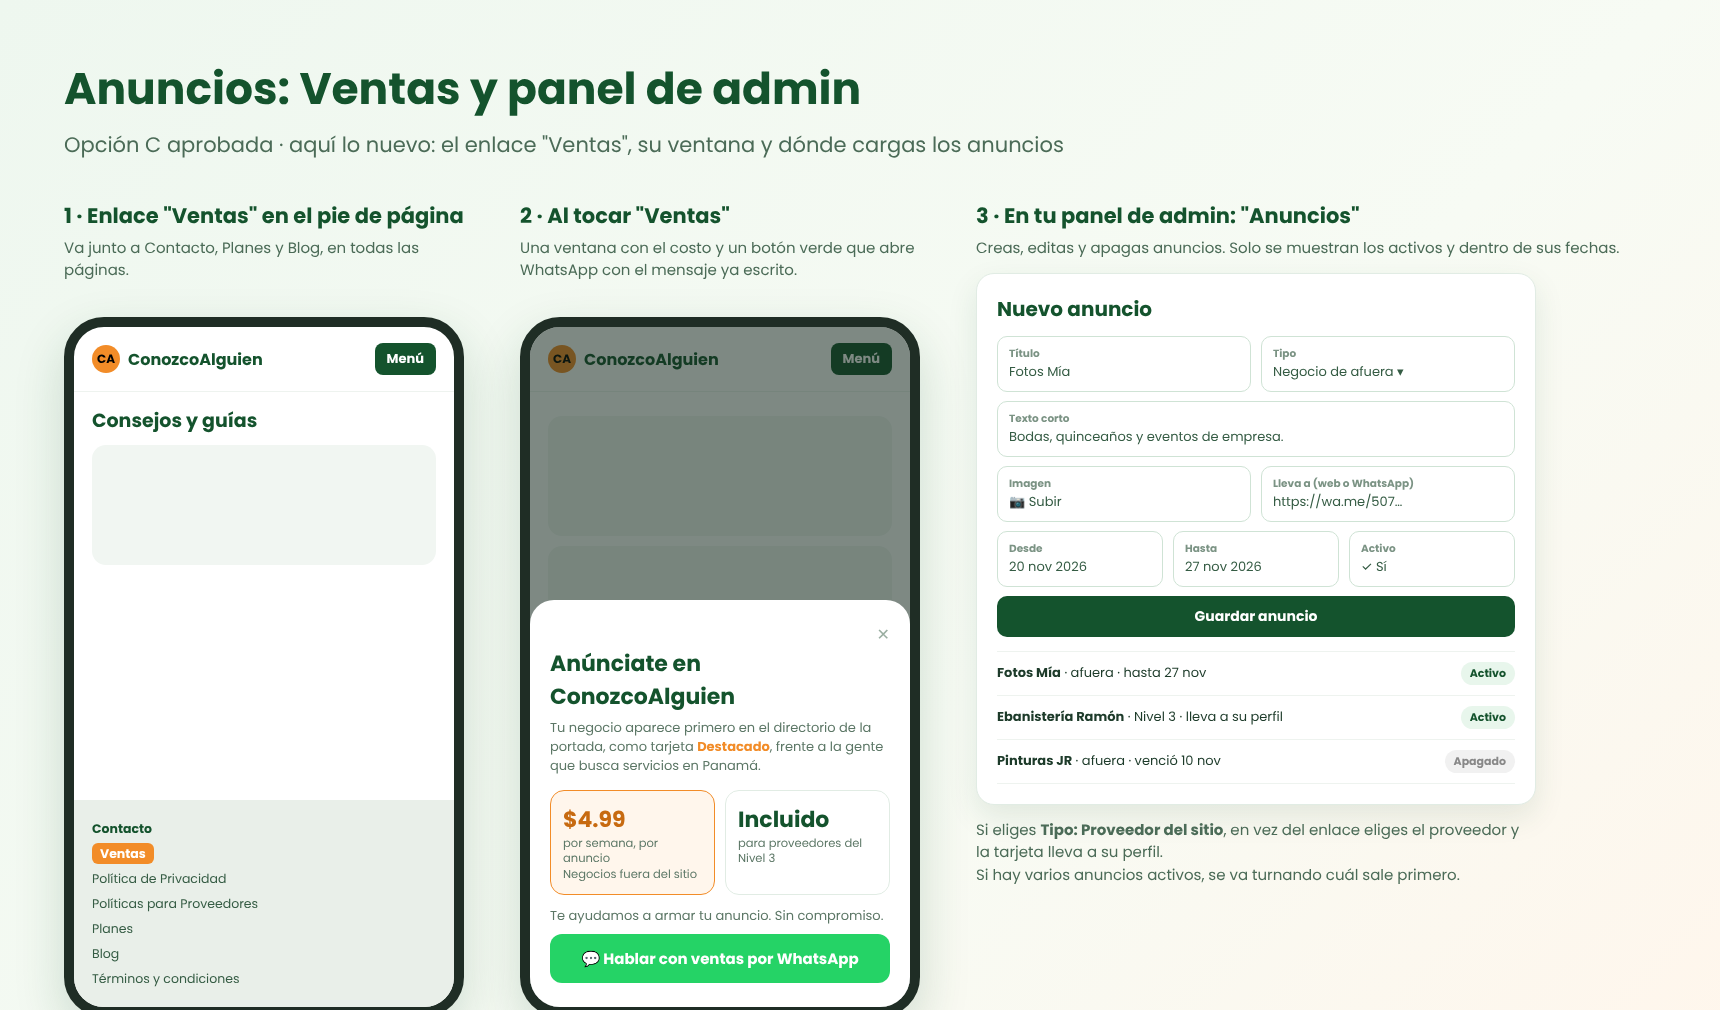 Anuncios: Ventas y panel de admin
Opción C aprobada · aquí lo nuevo: el enlace "Ventas", su ventana y dónde cargas los anuncios
1 · Enlace "Ventas" en el pie de página
Va junto a Contacto, Planes y Blog, en todas las
páginas.
CA ConozcoAlguien Menú
Consejos y guías
Contacto
Ventas
Política de Privacidad
Políticas para Proveedores
Planes
Blog
Términos y condiciones
2 · Al tocar "Ventas"
Una ventana con el costo y un botón verde que abre
WhatsApp con el mensaje ya escrito.
CA ConozcoAlguien Menú
×
Anúnciate en
ConozcoAlguien
Tu negocio aparece primero en el directorio de la
portada, como tarjeta Destacado, frente a la gente
que busca servicios en Panamá.
$4.99
por semana, por
anuncio
Negocios fuera del sitio
Incluido
para proveedores del
Nivel 3
Te ayudamos a armar tu anuncio. Sin compromiso.
💬 Hablar con ventas por WhatsApp
3 · En tu panel de admin: "Anuncios"
Creas, editas y apagas anuncios. Solo se muestran los activos y dentro de sus fechas.
Nuevo anuncio
Título
Fotos Mía
Tipo
Negocio de afuera ▾
Texto corto
Bodas, quinceaños y eventos de empresa.
Imagen
📷 Subir
Lleva a (web o WhatsApp)
https://wa.me/507…
Desde
20 nov 2026
Hasta
27 nov 2026
Activo
✓ Sí
Guardar anuncio
Fotos Mía · afuera · hasta 27 nov Activo
Ebanistería Ramón · Nivel 3 · lleva a su perfil Activo
Pinturas JR · afuera · venció 10 nov Apagado
Si eliges Tipo: Proveedor del sitio, en vez del enlace eliges el proveedor y
la tarjeta lleva a su perfil.
Si hay varios anuncios activos, se va turnando cuál sale primero.